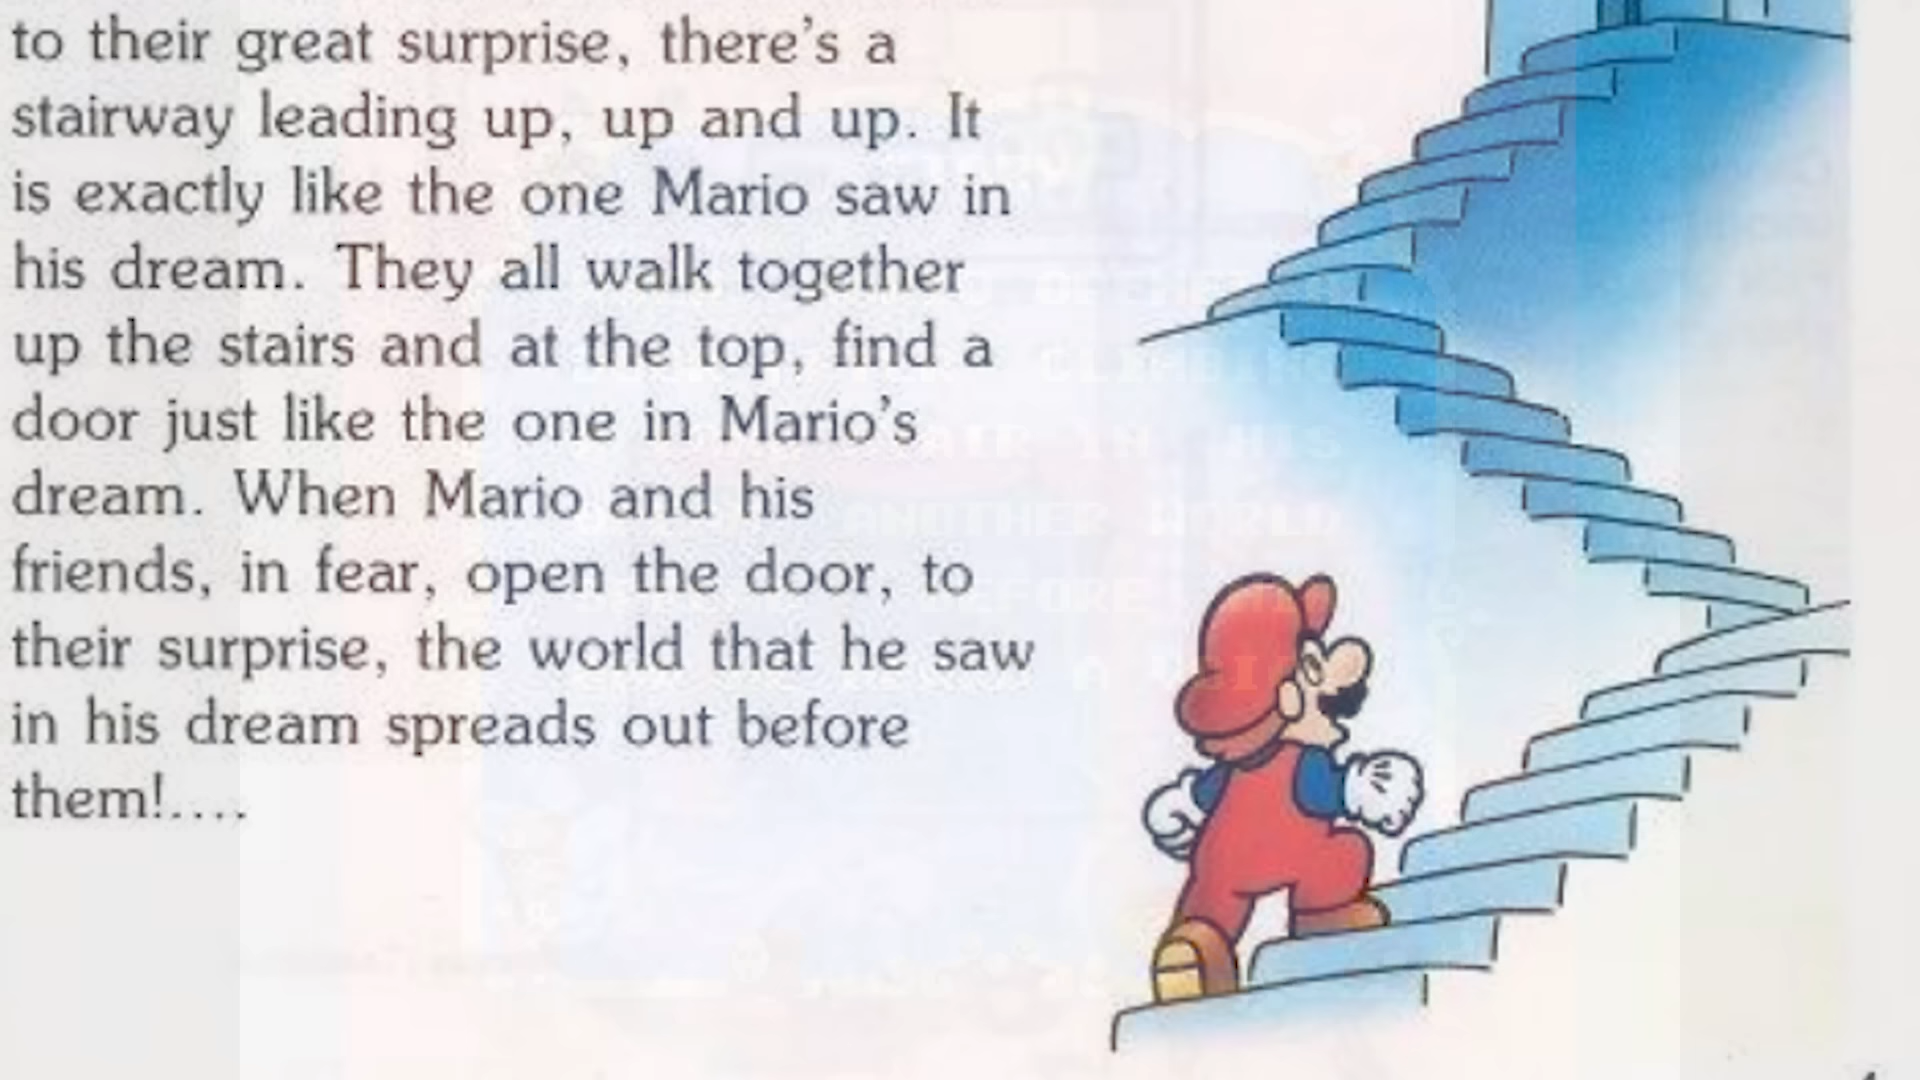 to their great surprise, there's a
stairway leading up, up and up. It
is exactly like the one Mario saw in
his dream. They all walk together
up the stairs and at the top, find a
door just like the one in Mario's
dream. When Mario and his
friends, in fear, open the door, to
their surprise, the world that he saw
in his dream spreads out before
them!....